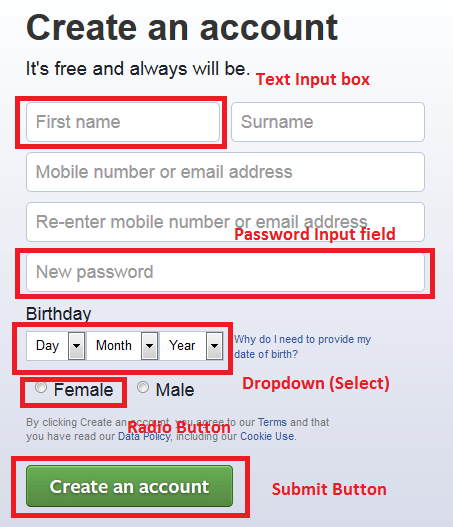 Create an account
It's free and always will be.
Text Input box
First name
Surname
Mobile number or email address
Re-enter mobile number or email address
Password Input field
New password
Birthday
Day Month Year
Why do I need to provide my
date of birth?
Dropdown (Select)
Female Male
By clicking Create an account, you agree to our Terms and that
Radio Button
you have read our Data Policy, including our Cookie Use.
Create an account
Submit Button